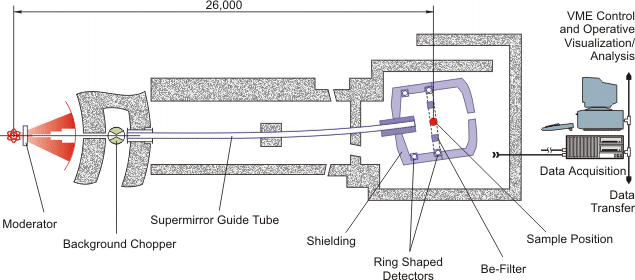 26,000
VME Control
and Operative
Visualization/
Analysis
Data Acquisition
Data
Transfer
Moderator
Background Chopper
Supermirror Guide Tube
Shielding
Ring Shaped
Detectors
Be-Filter
Sample Position